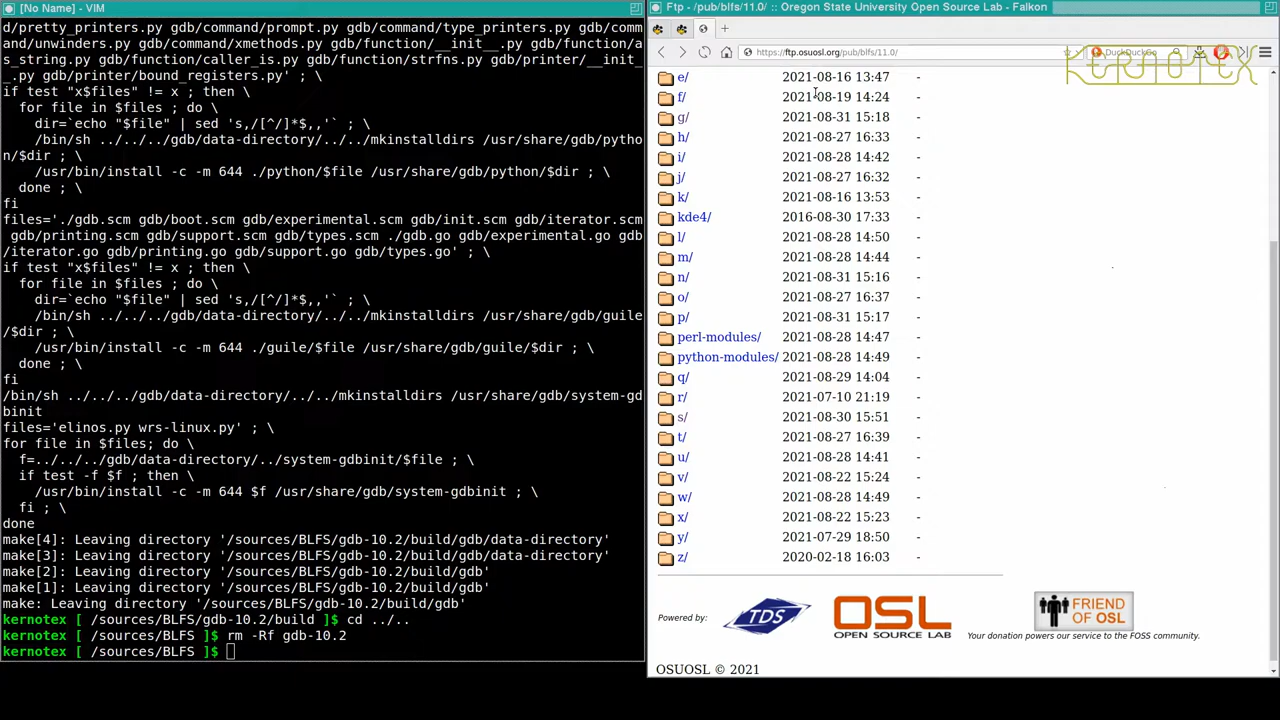 [No Name] - VIM
d/pretty_printers.py gdb/command/prompt.py gdb/command/type_printers.py gdb/comm
and/unwinders.py gdb/command/xmethods.py gdb/function/__init__.py gdb/function/a
s_string.py gdb/function/caller_is.py gdb/function/strfns.py gdb/printer/__init_
_.py gdb/printer/bound_registers.py' ; \
if test "x$files" != x ; then \
for file in $files ; do \
dir=`echo "$file" | sed 's,/[^/]*$,,'` ; \
/bin/sh ../../../gdb/data-directory/../../mkinstalldirs /usr/share/gdb/pytho
n/$dir ; \
/usr/bin/install -c -m 644 ./python/$file /usr/share/gdb/python/$dir ; \
done ; \
fi
files='./gdb.scm gdb/boot.scm gdb/experimental.scm gdb/init.scm gdb/iterator.scm
gdb/printing.scm gdb/support.scm gdb/types.scm ./gdb.go gdb/experimental.go gdb
/iterator.go gdb/printing.go gdb/support.go gdb/types.go' ; \
if test "x$files" != x ; then \
for file in $files ; do \
dir=`echo "$file" | sed 's,/[^/]*$,,'` ; \
/bin/sh ../../../gdb/data-directory/../../mkinstalldirs /usr/share/gdb/guile
/$dir ; \
/usr/bin/install -c -m 644 ./guile/$file /usr/share/gdb/guile/$dir ; \
done ; \
fi
/bin/sh ../../../gdb/data-directory/../../mkinstalldirs /usr/share/gdb/system-gd
binit
files='elinos.py wrs-linux.py' ; \
for file in $files; do \
f=../../../gdb/data-directory/../system-gdbinit/$file ; \
if test -f $f ; then \
/usr/bin/install -c -m 644 $f /usr/share/gdb/system-gdbinit ; \
fi ; \
done
make[4]: Leaving directory '/sources/BLFS/gdb-10.2/build/gdb/data-directory'
make[3]: Leaving directory '/sources/BLFS/gdb-10.2/build/gdb/data-directory'
make[2]: Leaving directory '/sources/BLFS/gdb-10.2/build/gdb'
make[1]: Leaving directory '/sources/BLFS/gdb-10.2/build/gdb'
make: Leaving directory '/sources/BLFS/gdb-10.2/build/gdb'
kernotex [ /sources/BLFS/gdb-10.2/build ]$ cd ../..
kernotex [ /sources/BLFS ]$ rm -Rf gdb-10.2
kernotex [ /sources/BLFS ]$
Ftp - /pub/blfs/11.0/ :: Oregon State University Open Source Lab - Falkon
https://ftp.osuosl.org/pub/blfs/11.0/
DuckDuckGo
KERNOTEX
e/ 2021-08-16 13:47 -
f/ 2021-08-19 14:24 -
g/ 2021-08-31 15:18 -
h/ 2021-08-27 16:33 -
i/ 2021-08-28 14:42 -
j/ 2021-08-27 16:32 -
k/ 2021-08-16 13:53 -
kde4/ 2016-08-30 17:33 -
l/ 2021-08-28 14:50 -
m/ 2021-08-28 14:44 -
n/ 2021-08-31 15:16 -
o/ 2021-08-27 16:37 -
p/ 2021-08-31 15:17 -
perl-modules/ 2021-08-28 14:47 -
python-modules/ 2021-08-28 14:49 -
q/ 2021-08-29 14:04 -
r/ 2021-07-10 21:19 -
s/ 2021-08-30 15:51 -
t/ 2021-08-27 16:39 -
u/ 2021-08-28 14:41 -
v/ 2021-08-22 15:24 -
w/ 2021-08-28 14:49 -
x/ 2021-08-22 15:23 -
y/ 2021-07-29 18:50 -
z/ 2020-02-18 16:03 -
Powered by:
TDS
OSL
OPEN SOURCE LAB
FRIEND
OF OSL
Your donation powers our service to the FOSS community.
OSUOSL © 2021